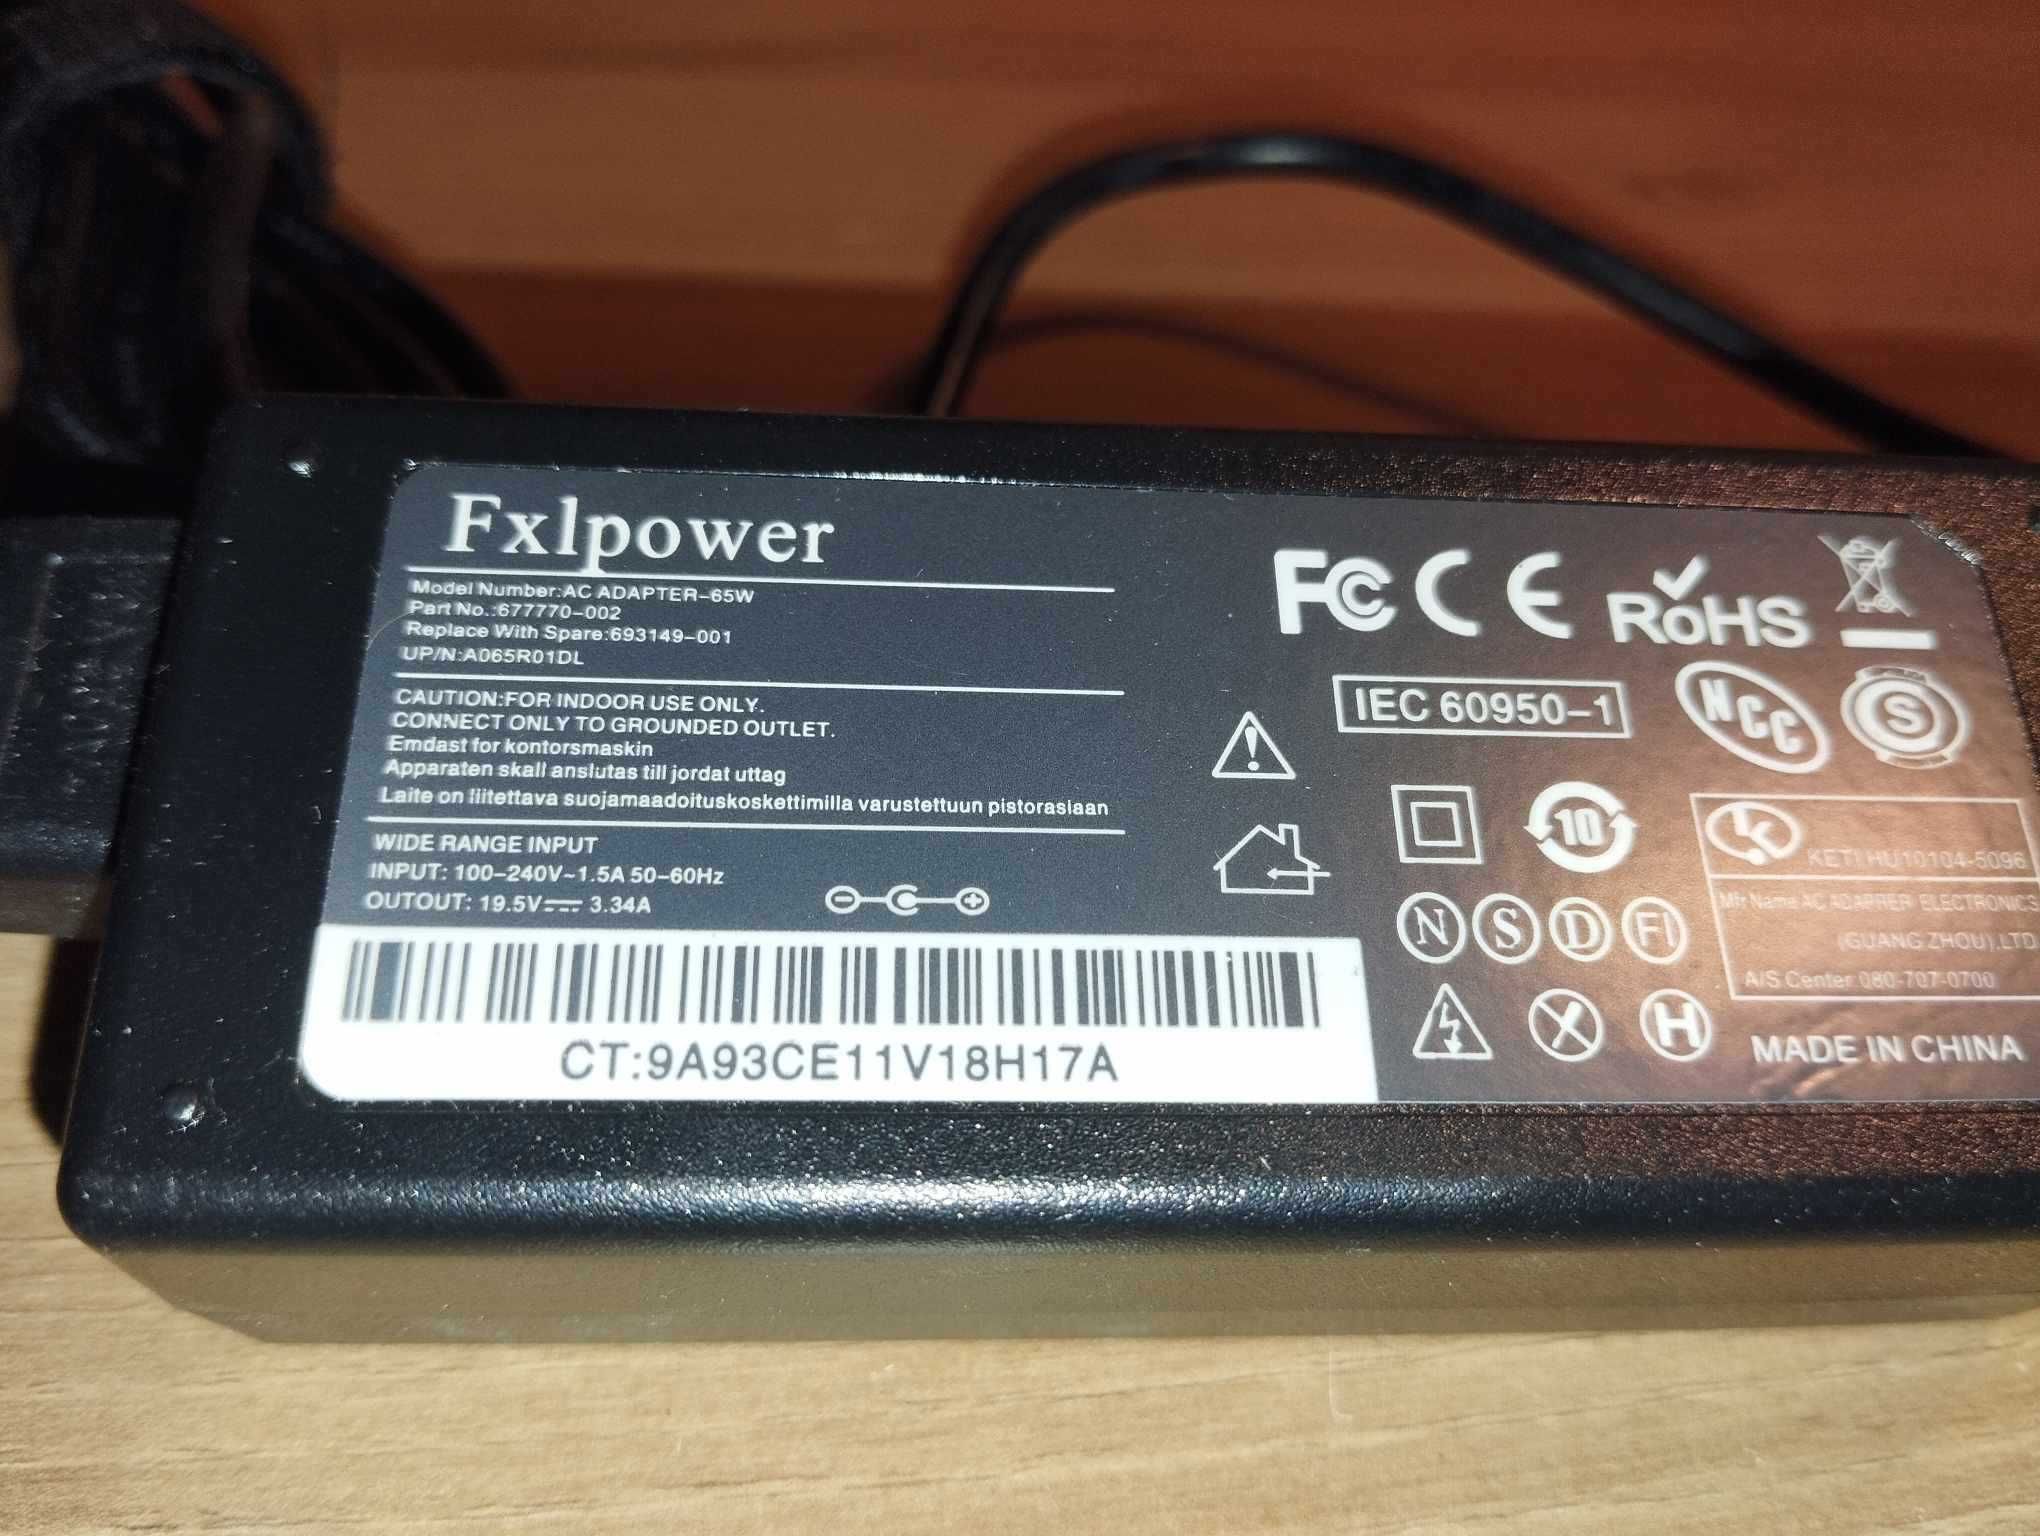 Fxlpower
Model Number:AC ADAPTER-65W
Part No.:677770-002
Replace With Spare:693149-001
UP/N:A065R01DL
CAUTION:FOR INDOOR USE ONLY.
CONNECT ONLY TO GROUNDED OUTLET.
Emdast for kontorsmaskin
Apparaten skall anslutas till jordat uttag
Laite on liitettava suojamaadoituskoskettimilla varustettuun pistorasiaan
WIDE RANGE INPUT
INPUT: 100-240V~1.5A 50-60Hz
OUTOUT: 19.5V⎓ 3.34A
CT:9A93CE11V18H17A
FC CE RoHS
IEC 60950-1 NCC S
10
KETI HU10104-5096
N S D FI
Mfr Name AC ADAPRER ELECTRONICS
(GUANG ZHOU),LTD
A/S Center 080-707-0700
X H
MADE IN CHINA